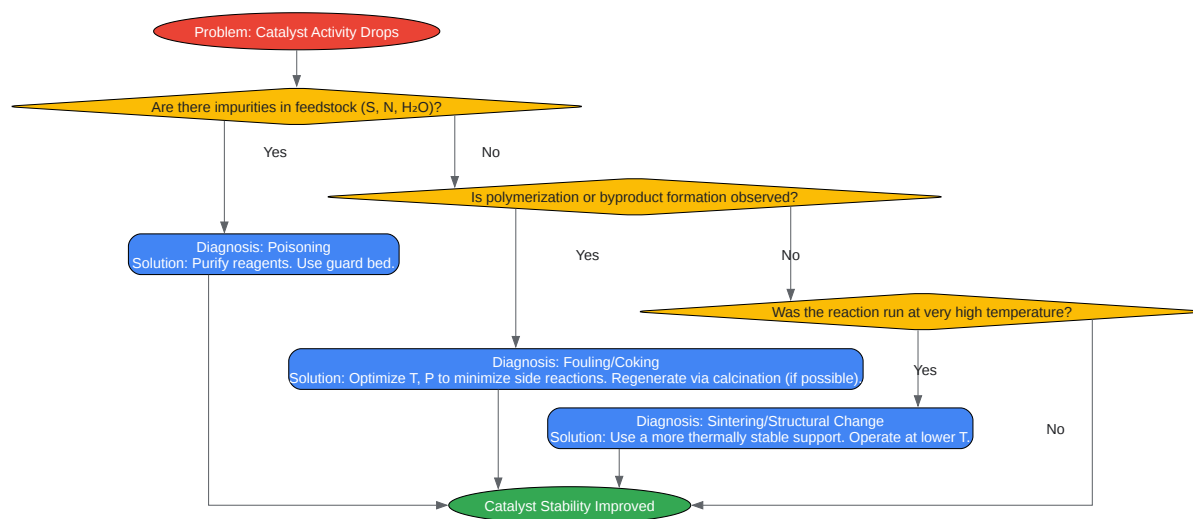 Problem: Catalyst Activity Drops
Are there impurities in feedstock (S, N, H₂O)?
Yes
No
Is polymerization or byproduct formation observed?
Diagnosis: Poisoning
Solution: Purify reagents. Use guard bed.
Yes
No
Was the reaction run at very high temperature?
Diagnosis: Fouling/Coking
Solution: Optimize T, P to minimize side reactions. Regenerate via calcination (if possible).
Yes
Diagnosis: Sintering/Structural Change
Solution: Use a more thermally stable support. Operate at lower T.
No
Catalyst Stability Improved